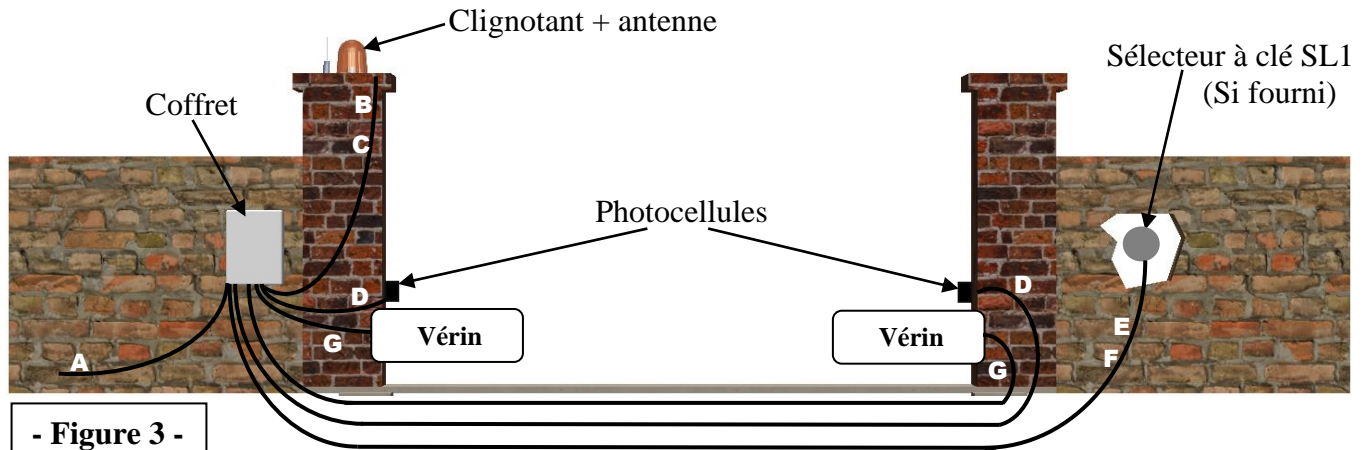 Clignotant + antenne
Sélecteur à clé SL1
(Si fourni)
Coffret
B
C
Photocellules
D
D
G
Vérin
Vérin
G
E
F
A
- Figure 3 -